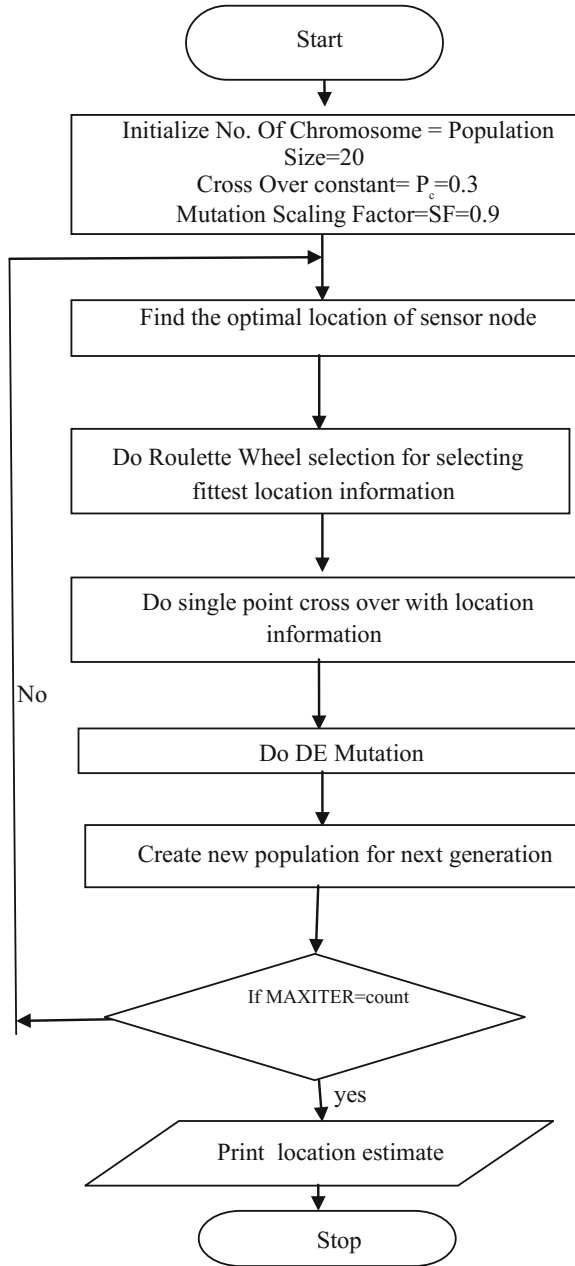 Start
Initialize No. Of Chromosome = Population
Size=20
Cross Over constant= Pc=0.3
Mutation Scaling Factor=SF=0.9
Find the optimal location of sensor node
Do Roulette Wheel selection for selecting
fittest location information
Do single point cross over with location
information
No
Do DE Mutation
Create new population for next generation
If MAXITER=count
yes
Print location estimate
Stop